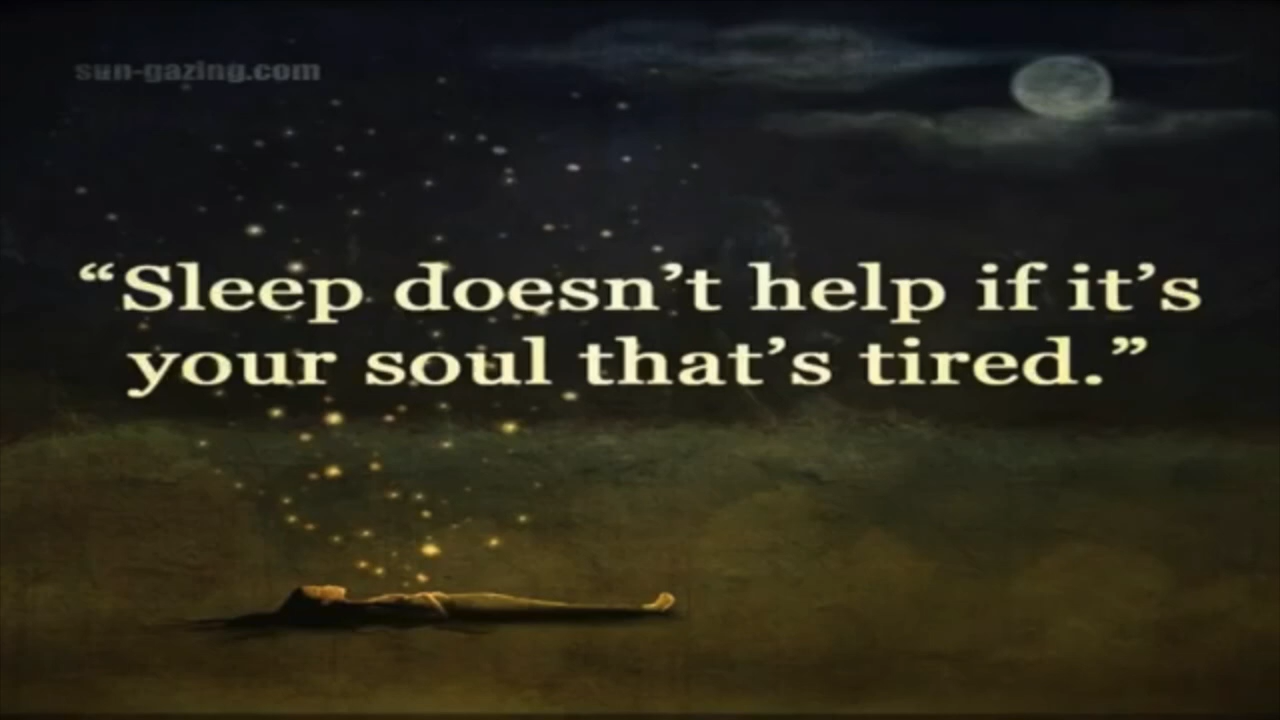 sun-gazing.com
“Sleep doesn’t help if it’s
your soul that’s tired.”